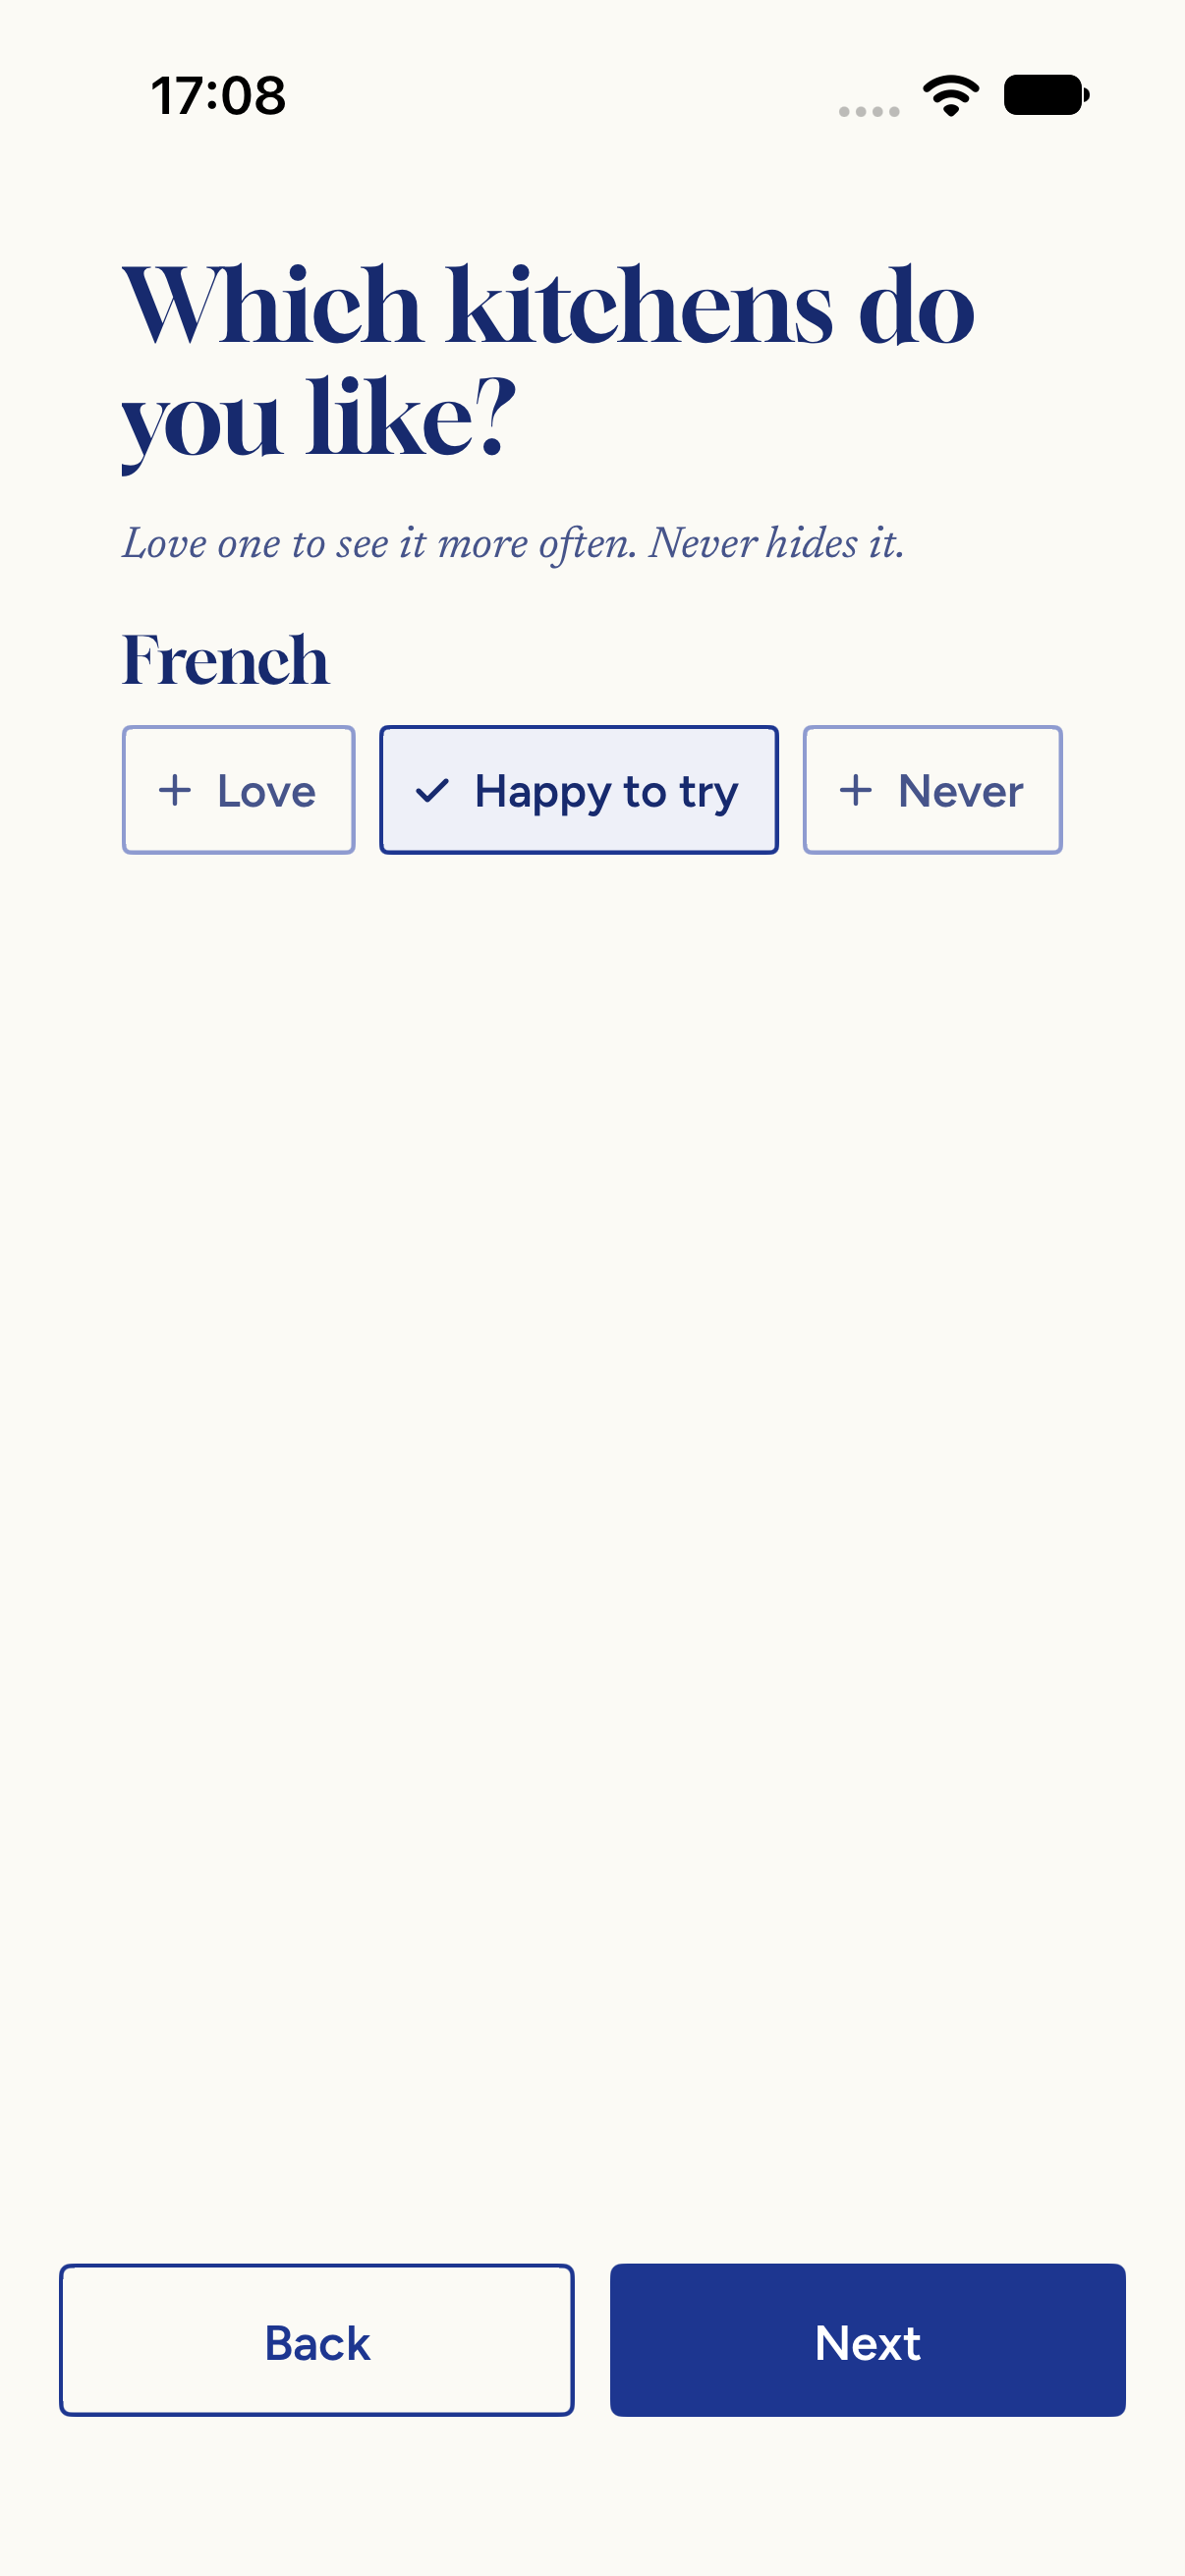 17:08
Which kitchens do
you like?
Love one to see it more often. Never hides it.
French
+ Love
✓ Happy to try
+ Never
Back
Next